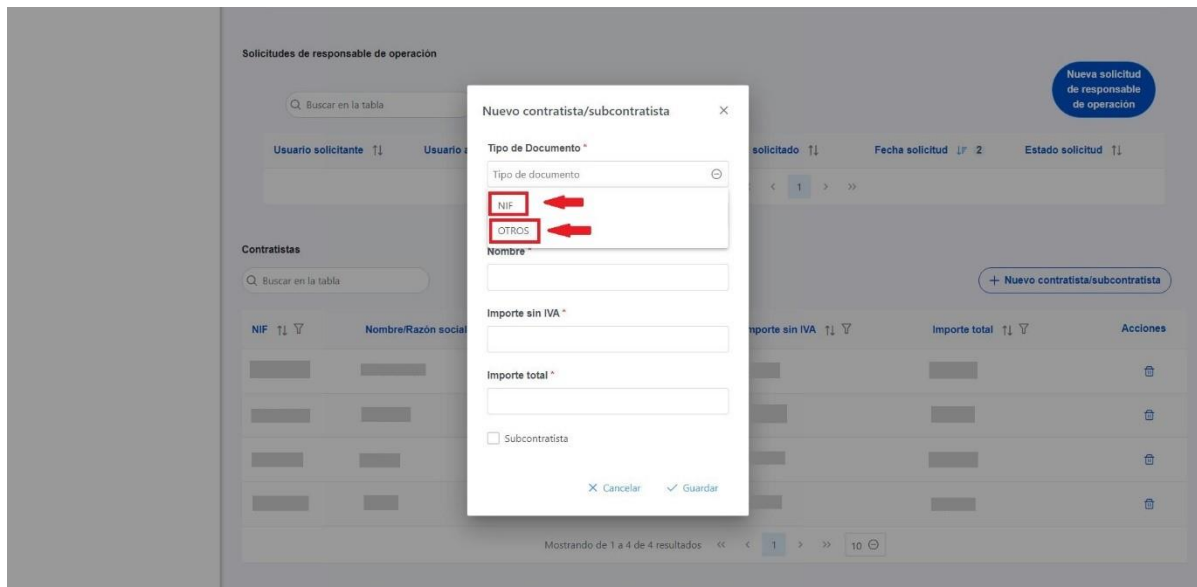 Solicitudes de responsable de operación
Nueva solicitud
de responsable
de operación
Buscar en la tabla
Usuario solicitante
Usuario a
solicitado
Fecha solicitud
2
Estado solicitud
1
Nuevo contratista/subcontratista
Tipo de Documento *
Tipo de documento
NIF
OTROS
Nombre *
Importe sin IVA *
Importe total *
Subcontratista
Cancelar
Guardar
Contratistas
Buscar en la tabla
+ Nuevo contratista/subcontratista
NIF
Nombre/Razón social
mporte sin IVA
Importe total
Acciones
Mostrando de 1 a 4 de 4 resultados << < 1 > >> 10